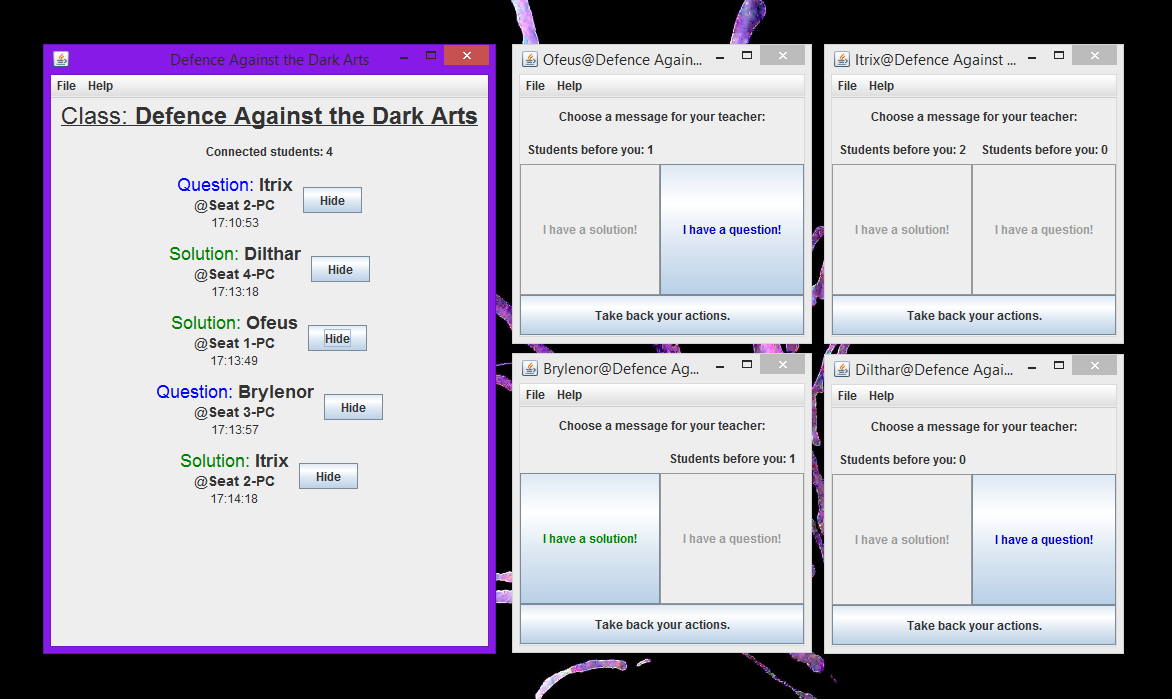 Defence Against the Dark Arts
File Help
Class: Defence Against the Dark Arts
Connected students: 4
Question: Itrix
@Seat 2-PC
17:10:53
Hide
Solution: Dilthar
@Seat 4-PC
17:13:18
Hide
Solution: Ofeus
@Seat 1-PC
17:13:49
Hide
Question: Brylenor
@Seat 3-PC
17:13:57
Hide
Solution: Itrix
@Seat 2-PC
17:14:18
Hide
Ofeus@Defence Again...
File Help
Choose a message for your teacher:
Students before you: 1
I have a solution! I have a question!
Take back your actions.
Itrix@Defence Against ...
File Help
Choose a message for your teacher:
Students before you: 2 Students before you: 0
I have a solution! I have a question!
Take back your actions.
Brylenor@Defence Ag...
File Help
Choose a message for your teacher:
Students before you: 1
I have a solution! I have a question!
Take back your actions.
Dilthar@Defence Agai...
File Help
Choose a message for your teacher:
Students before you: 0
I have a solution! I have a question!
Take back your actions.